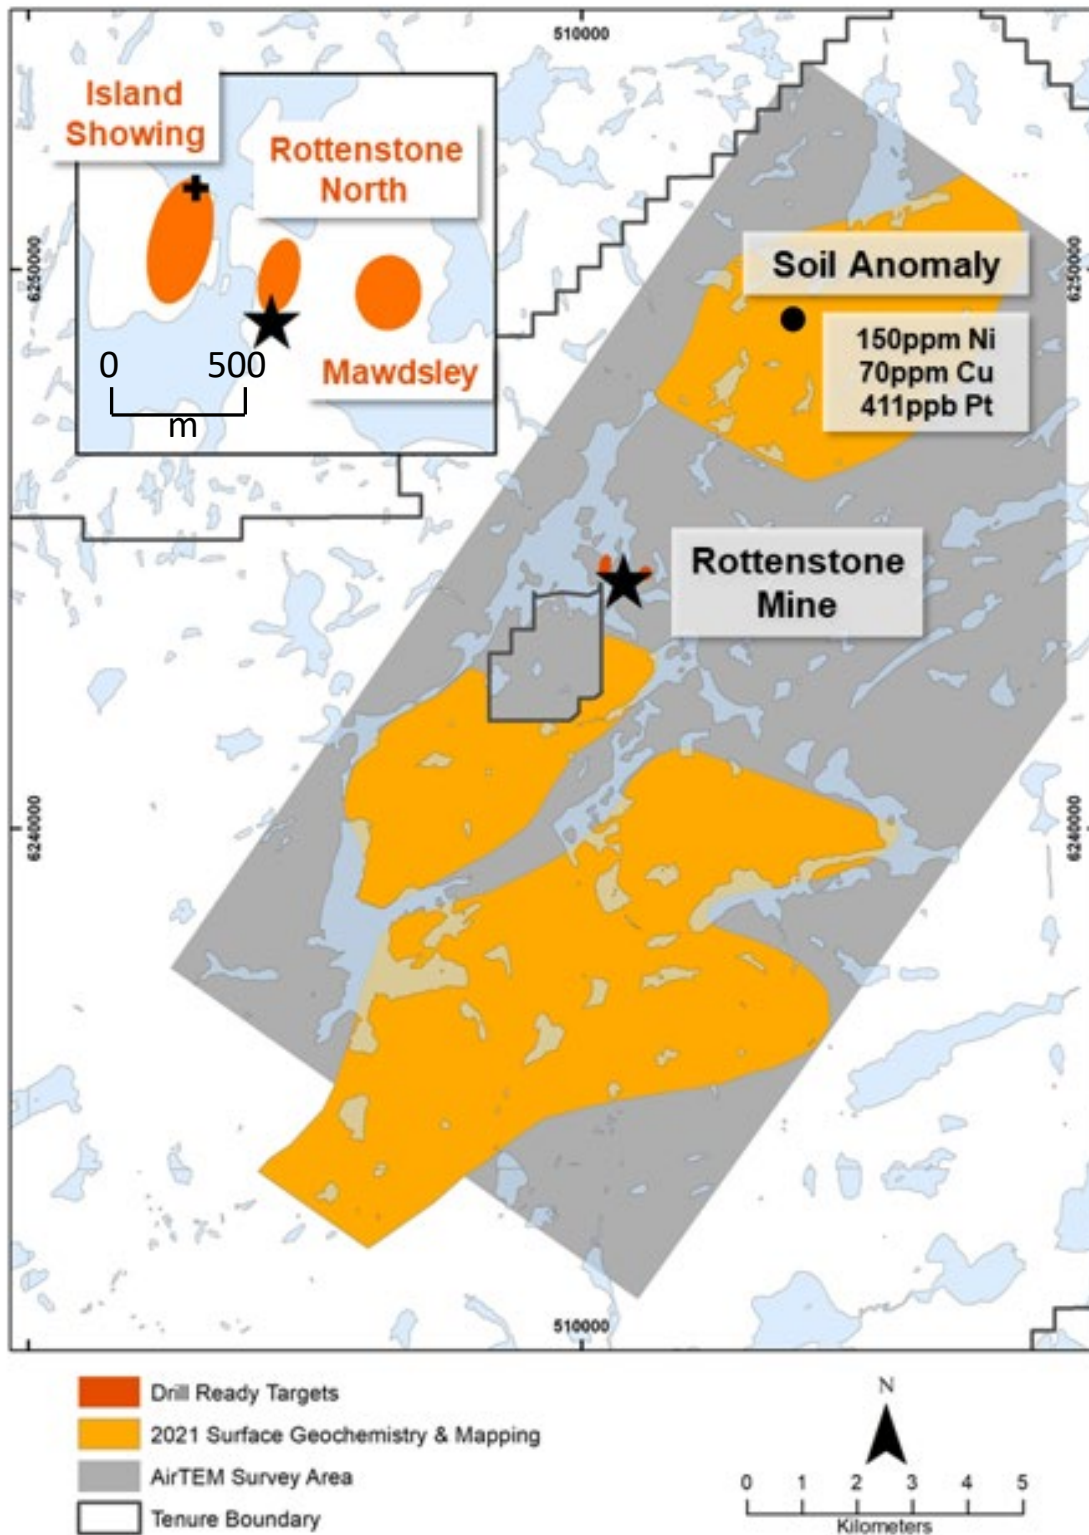 510000
Island
Showing
Rottenstone
North
Mawdsley
0 500
m
6250000
6250000
Soil Anomaly
150ppm Ni
70ppm Cu
411ppb Pt
Rottenstone
Mine
6240000
6240000
510000
Drill Ready Targets
2021 Surface Geochemistry & Mapping
AirTEM Survey Area
Tenure Boundary
N
0 1 2 3 4 5
Kilometers